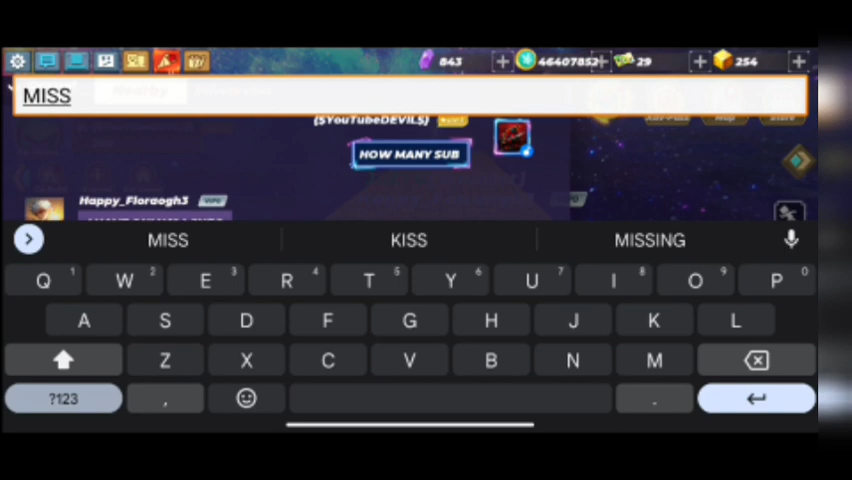 843 46407852 29 254
MISS
($YouTubeDEVIL$)
HOW MANY SUB
Happy_Floraogh3
MISS KISS MISSING
Q 1 W 2 E 3 R 4 T 5 Y 6 U 7 I 8 O 9 P 0
A S D F G H J K L
Z X C V B N M
?123 , .